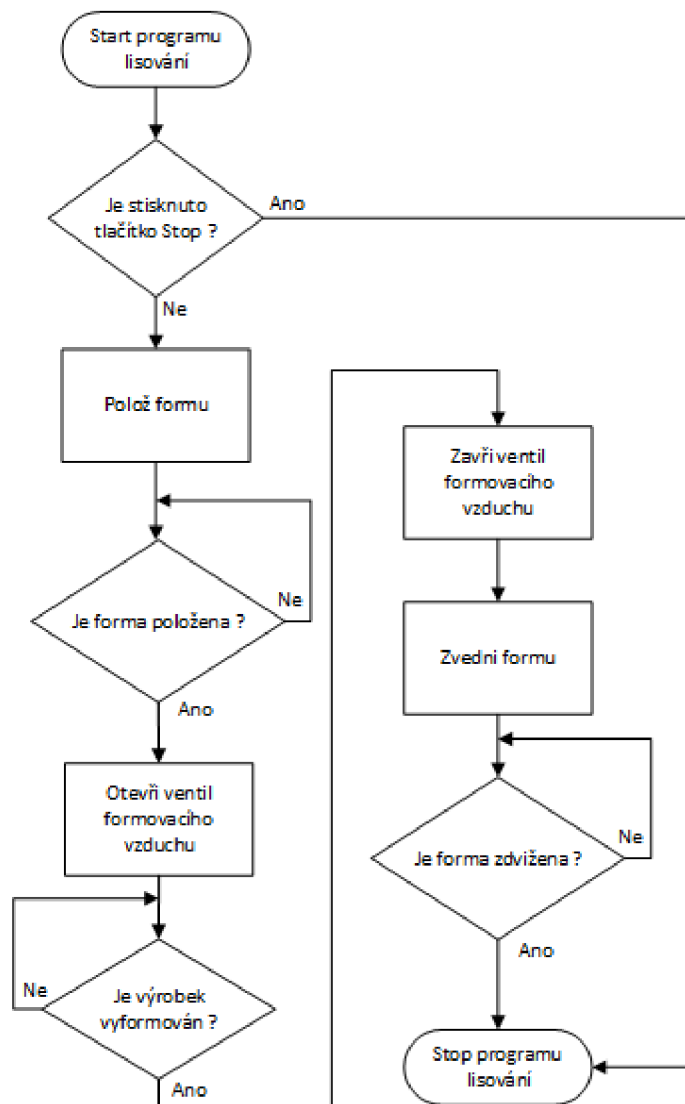 Start programu
lisování
Je stisknuto
tlačítko Stop ?
Ano
Ne
Polož formu
Je forma položena ?
Ne
Ano
Otevři ventil
formovacího
vzduchu
Ne
Je výrobek
vyformován ?
Ano
Zavři ventil
formovacího
vzduchu
Zvedni formu
Je forma zdvižena ?
Ne
Ano
Stop programu
lisování